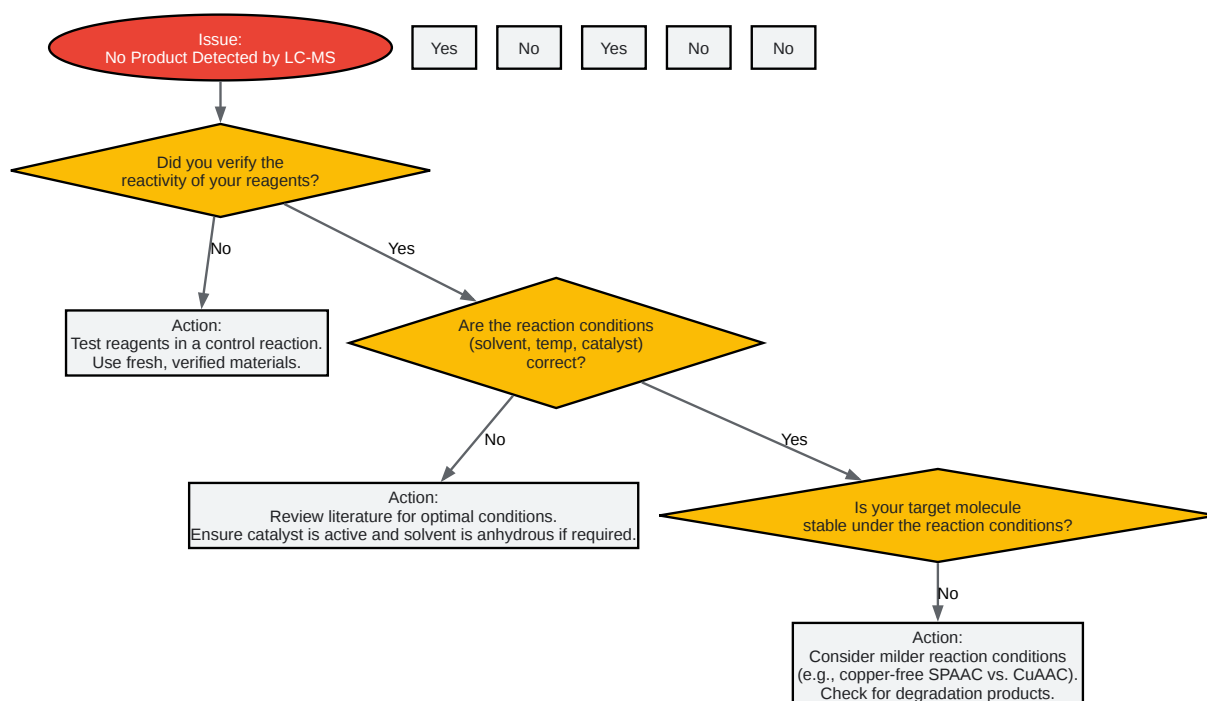 Issue:
No Product Detected by LC-MS
Yes
No
Yes
No
No
Did you verify the
reactivity of your reagents?
No
Yes
Action:
Test reagents in a control reaction.
Use fresh, verified materials.
Are the reaction conditions
(solvent, temp, catalyst)
correct?
No
Yes
Action:
Review literature for optimal conditions.
Ensure catalyst is active and solvent is anhydrous if required.
Is your target molecule
stable under the reaction conditions?
No
Action:
Consider milder reaction conditions
(e.g., copper-free SPAAC vs. CuAAC).
Check for degradation products.